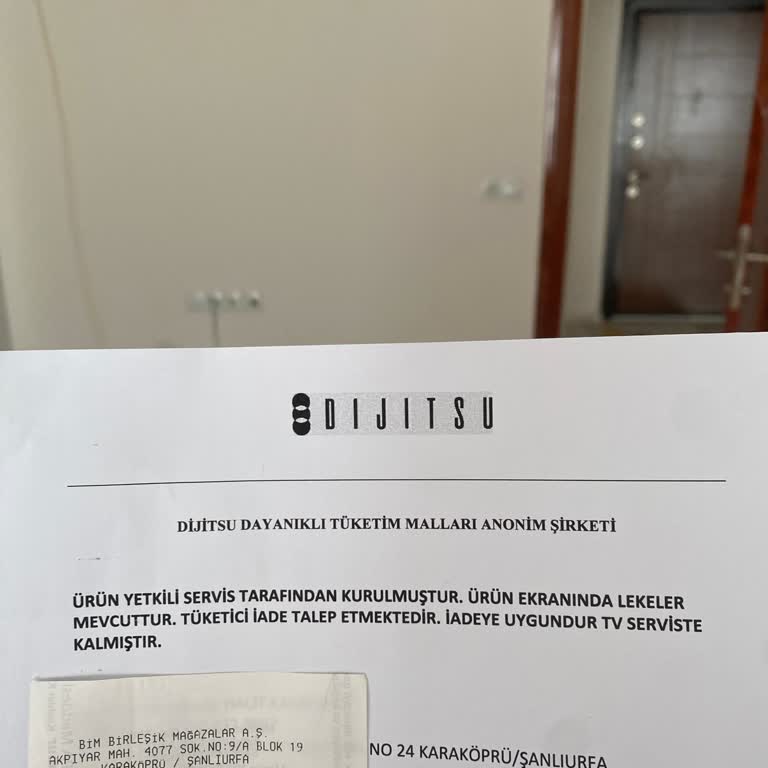 DIJITSU
DİJİTSU DAYANIKLI TÜKETİM MALLARI ANONİM ŞİRKETİ
ÜRÜN YETKİLİ SERVİS TARAFINDAN KURULMUŞTUR. ÜRÜN EKRANINDA LEKELER
MEVCUTTUR. TÜKETİCİ İADE TALEP ETMEKTEDİR. İADEYE UYGUNDUR TV SERVİSTE
KALMIŞTIR.
BİM BİRLEŞİK MAĞAZALAR A.Ş.
AKPIYAR MAH. 4077 SOK.NO:9/A BLOK 19
KARAKÖPRÜ / ŞANLIURFA
NO 24 KARAKÖPRÜ/ŞANLIURFA